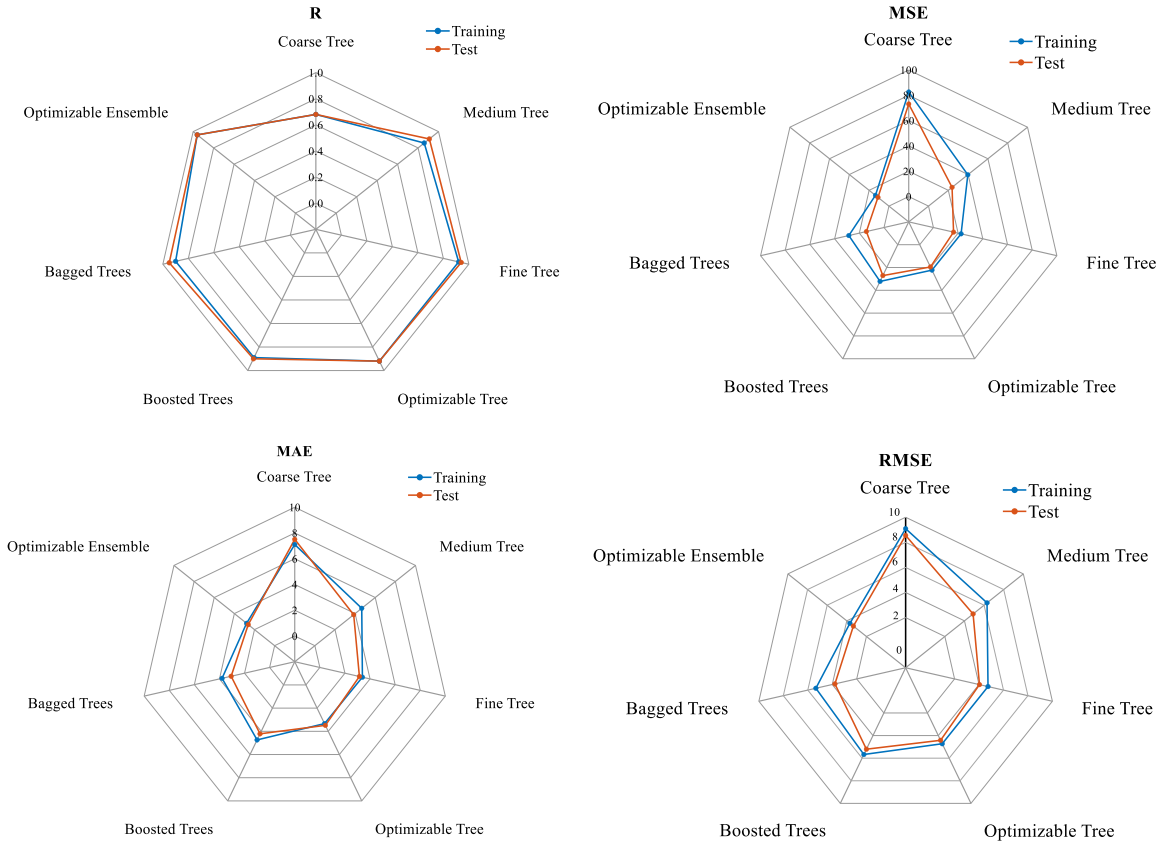 R
Coarse Tree
Training
Test
1.0
0.8
0.6
0.4
0.2
0.0
Optimizable Ensemble
Medium Tree
Bagged Trees
Fine Tree
Boosted Trees
Optimizable Tree
MSE
Coarse Tree
Training
Test
100
80
60
40
20
0
Optimizable Ensemble
Medium Tree
Bagged Trees
Fine Tree
Boosted Trees
Optimizable Tree
MAE
Coarse Tree
Training
Test
10
8
6
4
2
0
Optimizable Ensemble
Medium Tree
Bagged Trees
Fine Tree
Boosted Trees
Optimizable Tree
RMSE
Coarse Tree
Training
Test
10
8
6
4
2
0
Optimizable Ensemble
Medium Tree
Bagged Trees
Fine Tree
Boosted Trees
Optimizable Tree